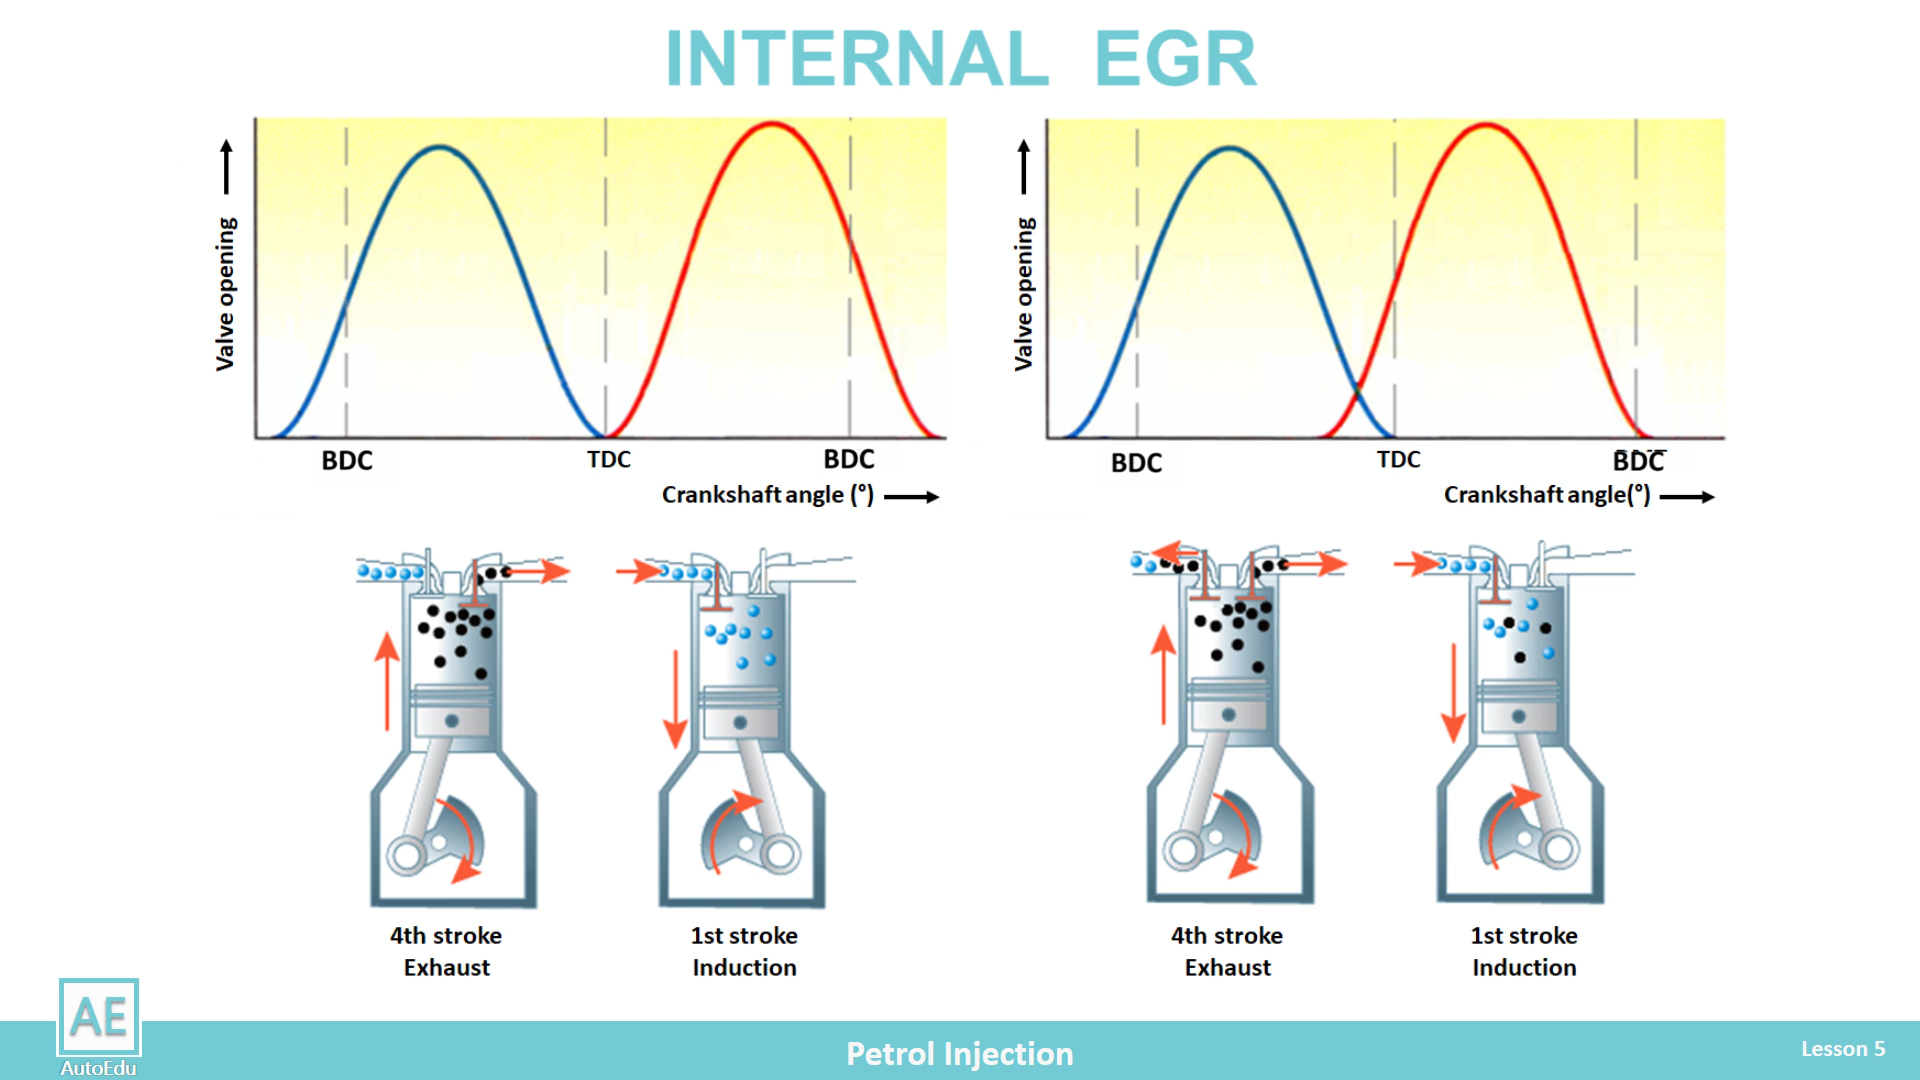 INTERNAL EGR
Valve opening
BDC
TDC
BDC
Crankshaft angle (°)
Valve opening
BDC
TDC
BDC
Crankshaft angle(°)
4th stroke
Exhaust
1st stroke
Induction
4th stroke
Exhaust
1st stroke
Induction
AE
AutoEdu
Petrol Injection
Lesson 5